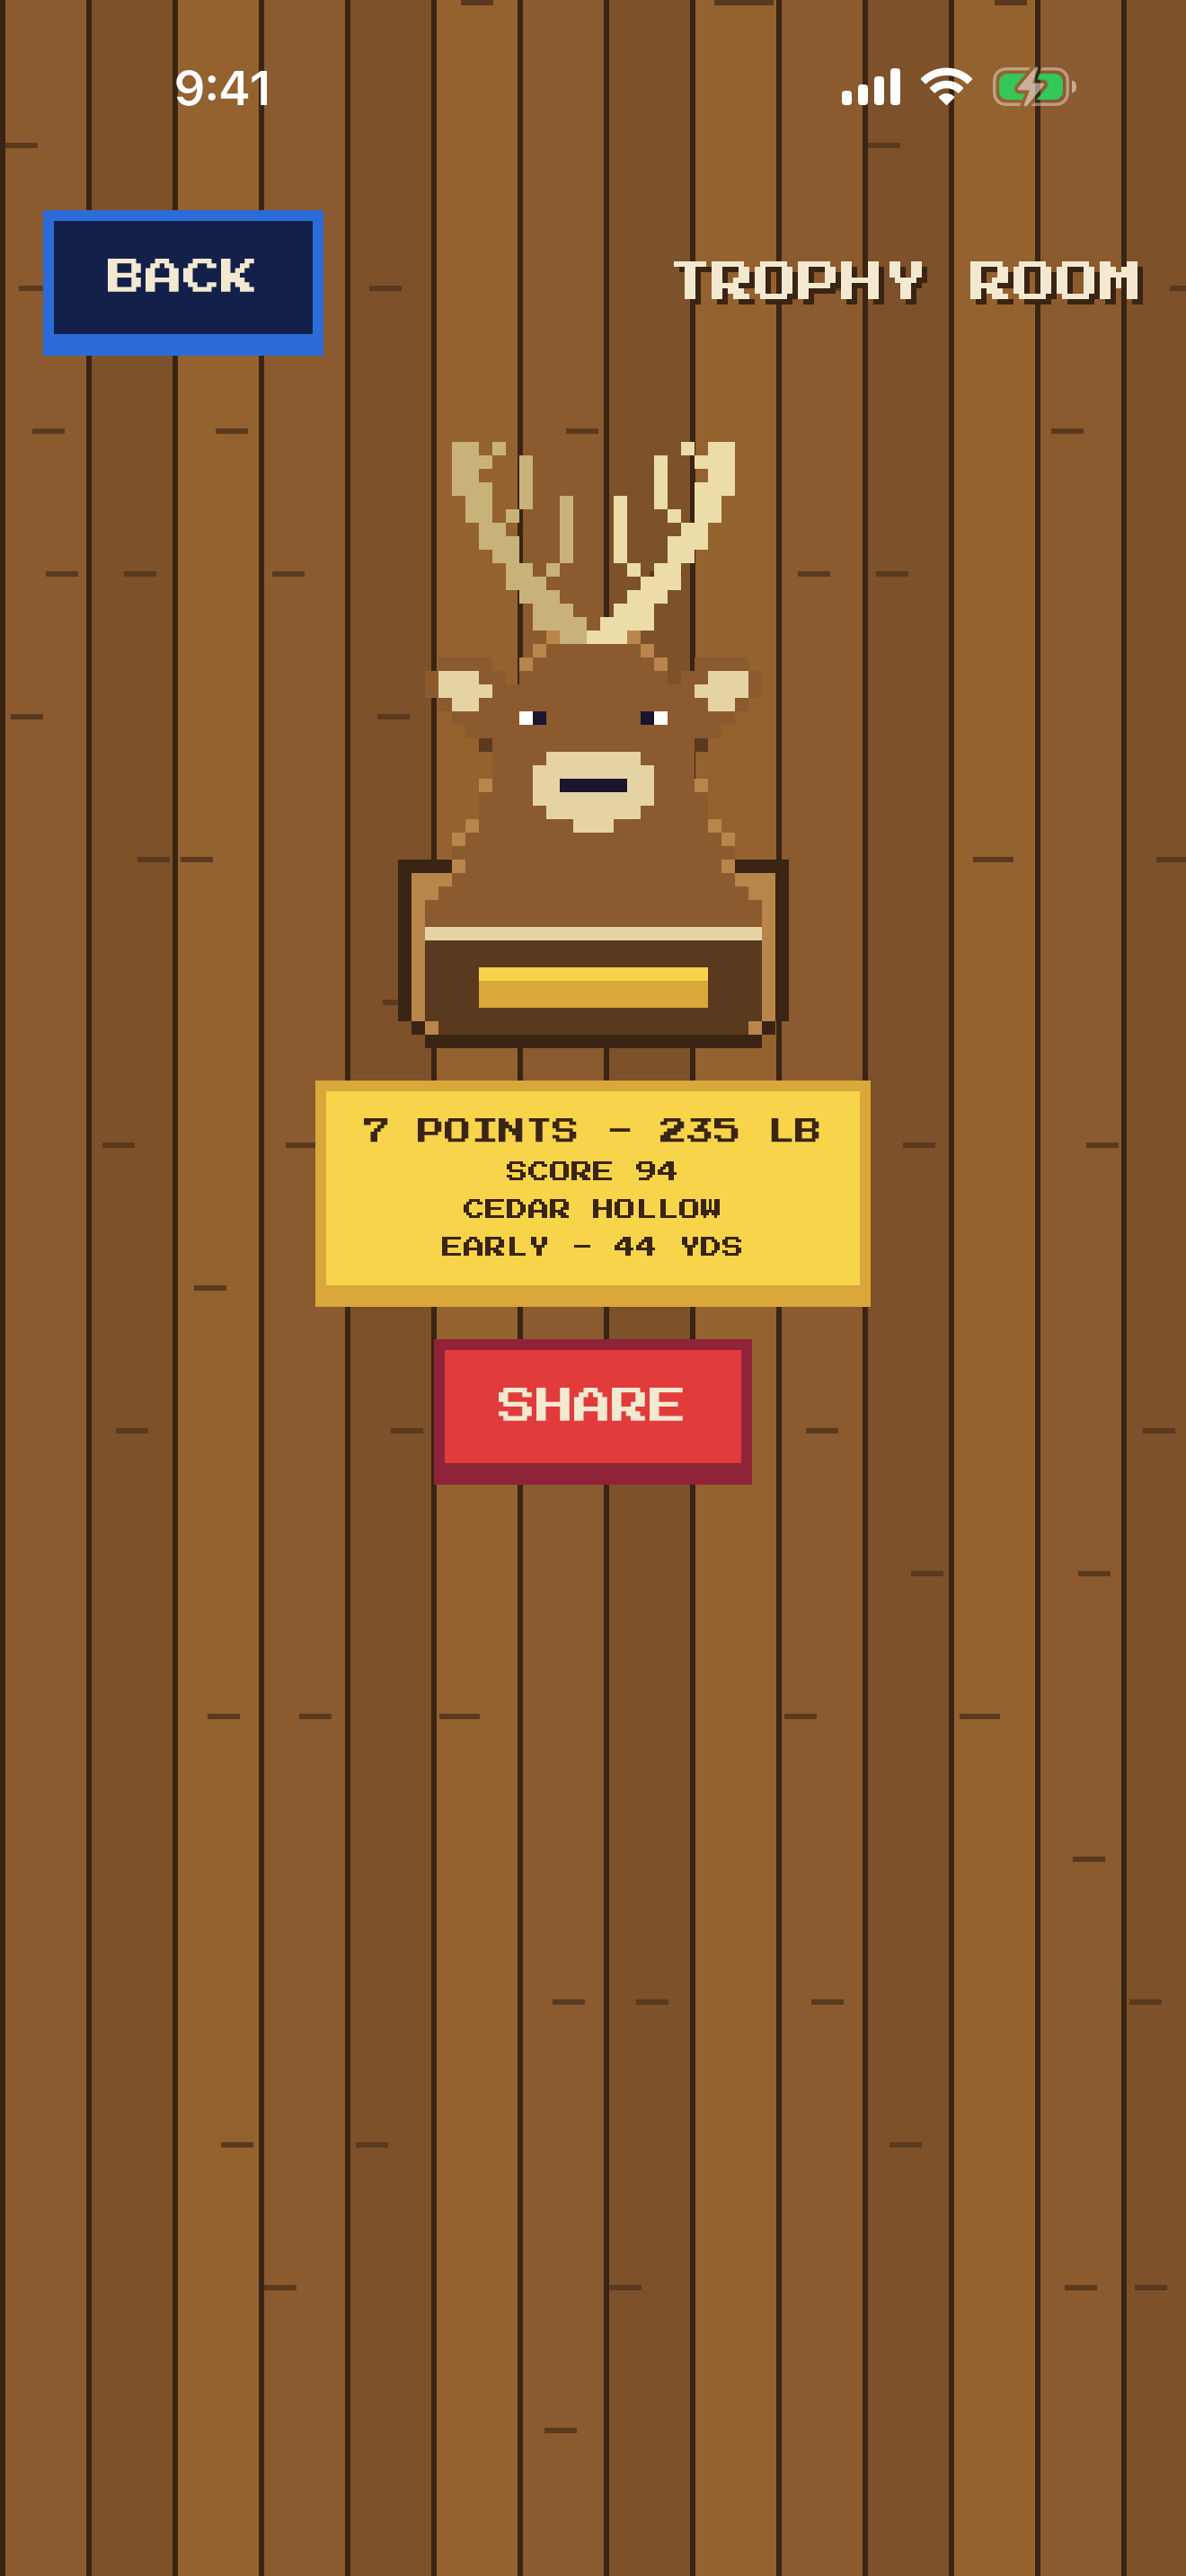 9:41
BACK
TROPHY ROOM
7 POINTS - 235 LB
SCORE 94
CEDAR HOLLOW
EARLY - 44 YDS
SHARE